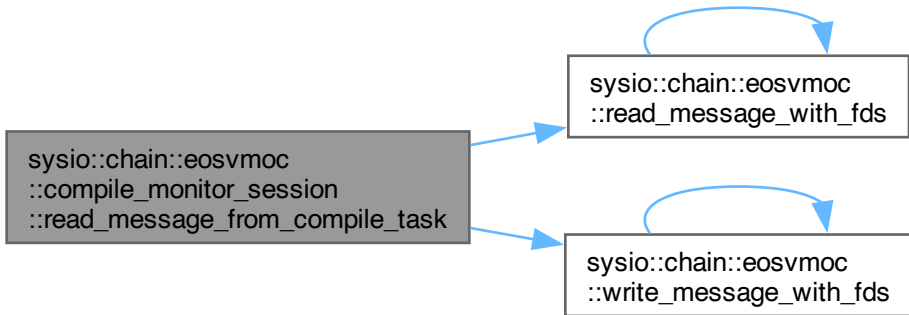 sysio::chain::eosvmoc
::compile_monitor_session
::read_message_from_compile_task
sysio::chain::eosvmoc
::read_message_with_fds
sysio::chain::eosvmoc
::write_message_with_fds